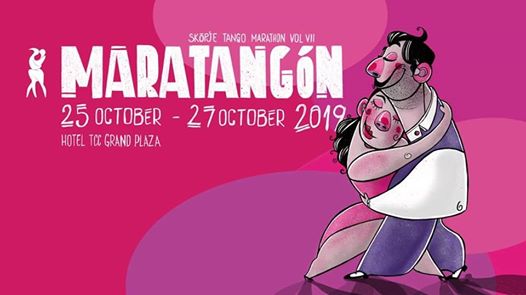 SKOPJE TANGO MARATHON VOL VII
MARATANGÓN
25 OCTOBER - 27 OCTOBER 2019
HOTEL TCC GRAND PLAZA